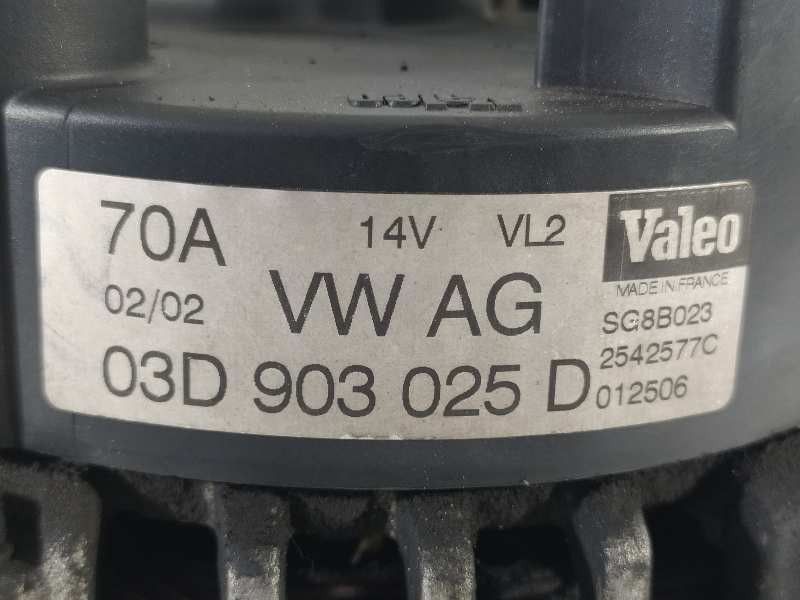 70A 14V VL2 Valeo
MADE IN FRANCE
02/02 VW AG SG8B023
03D 903 025 D 2542577C
012506